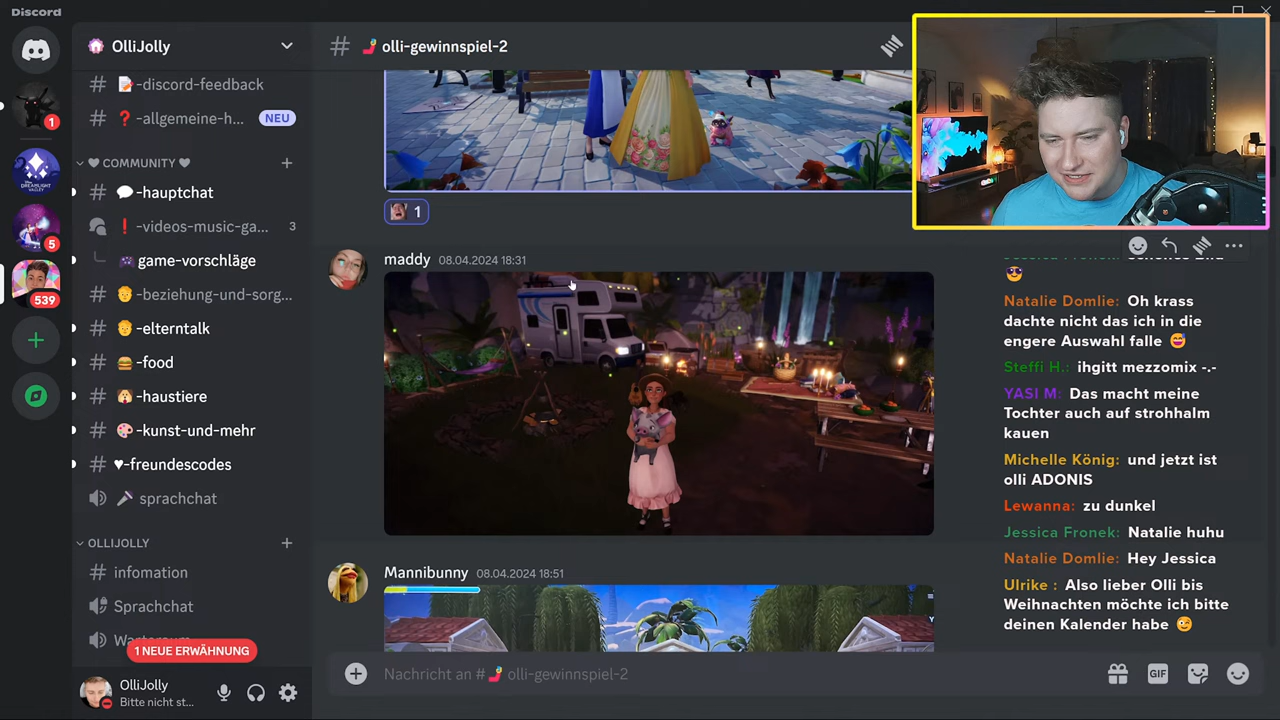 Discord
OlliJolly
olli-gewinnspiel-2
-discord-feedback
-allgemeine-h...
NEU
COMMUNITY
-hauptchat
-videos-music-ga...
3
game-vorschläge
-beziehung-und-sorg...
-elterntalk
-food
-haustiere
-kunst-und-mehr
-freundescodes
sprachchat
OLLIJOLLY
infomation
Sprachchat
1 NEUE ERWÄHNUNG
OlliJolly
Bitte nicht st...
1
5
539
1
maddy 08.04.2024 18:31
Mannibunny 08.04.2024 18:51
Nachricht an # olli-gewinnspiel-2
GIF
Natalie Domlie: Oh krass
dachte nicht das ich in die
engere Auswahl falle
Steffi H.: ihgitt mezzomix -.-
YASI M: Das macht meine
Tochter auch auf strohhalm
kauen
Michelle König: und jetzt ist
olli ADONIS
Lewanna: zu dunkel
Jessica Fronek: Natalie huhu
Natalie Domlie: Hey Jessica
Ulrike : Also lieber Olli bis
Weihnachten möchte ich bitte
deinen Kalender habe